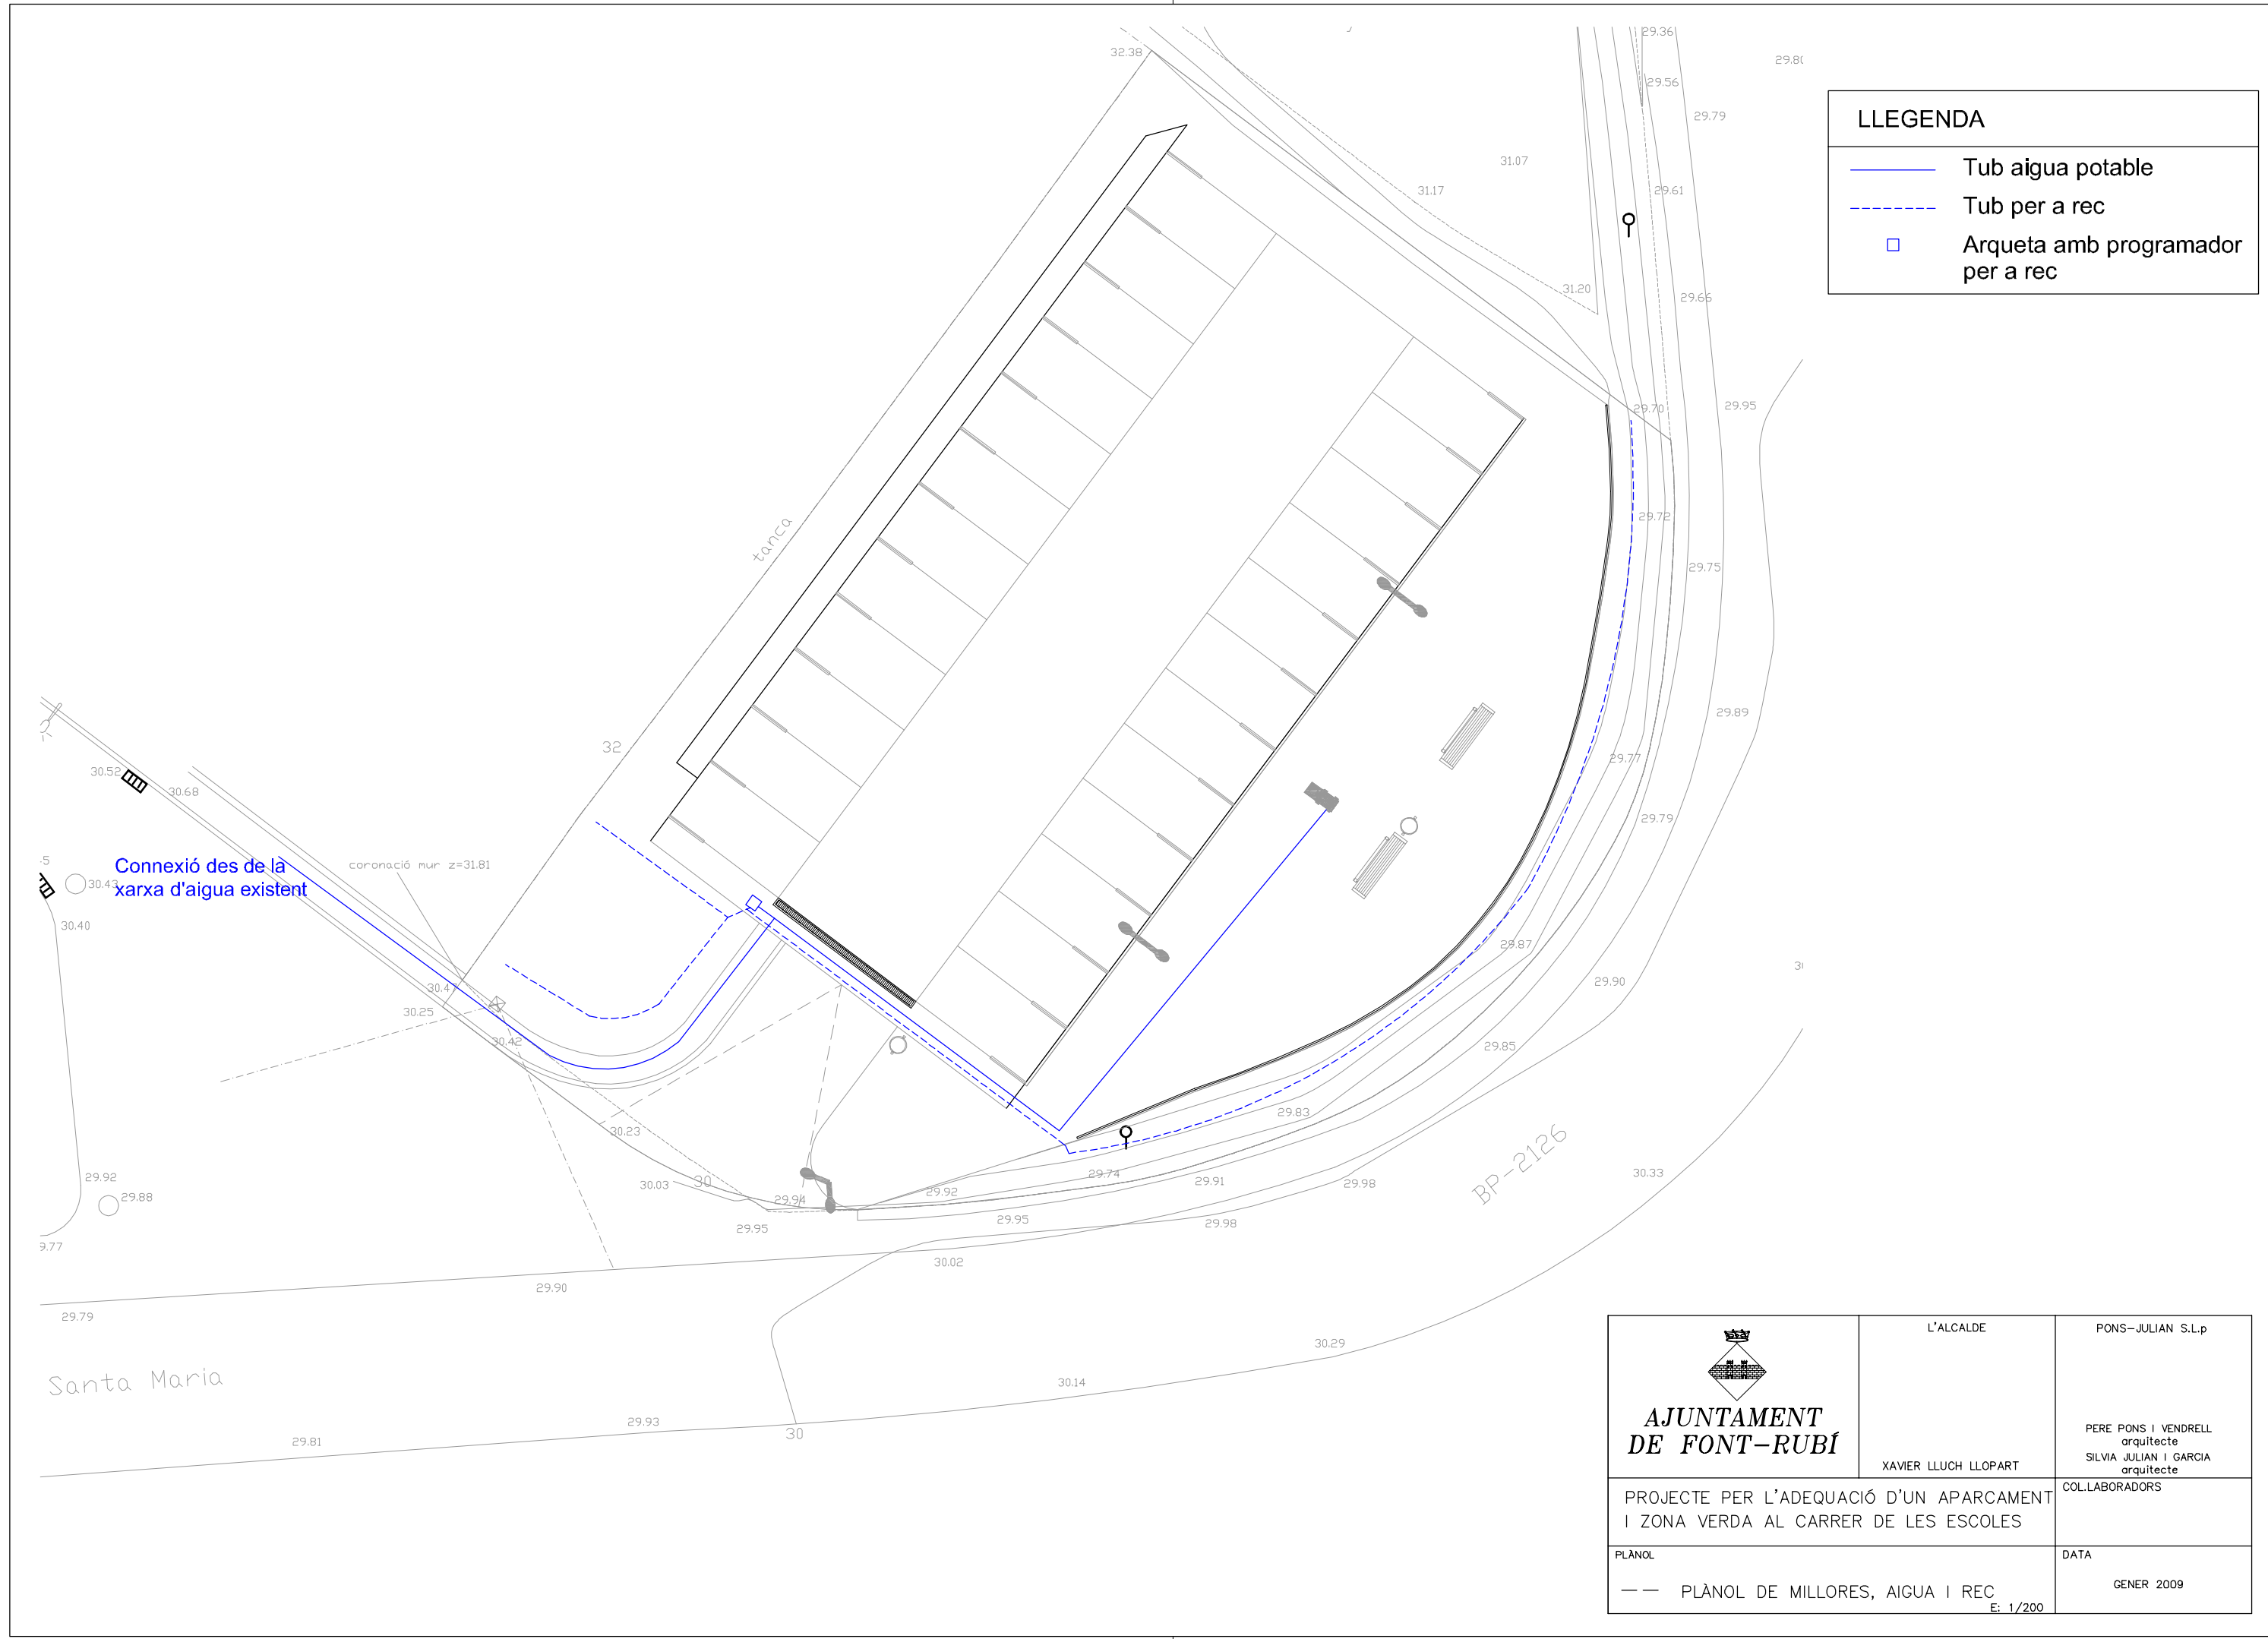 32.38
29.36
29.56
29.79
31.07
31.17
29.61
31.20
29.66
LLEGENDA
Tub aigua potable
Tub per a rec
Arqueta amb programador
per a rec
29.70
29.95
29.72
29.75
tanca
32
29.89
29.77
29.79
30.52
30.68
Connexió des de la
xarxa d'aigua existent
coronació mur z=31.81
30.43
30.40
30.25
30.42
29.87
29.90
29.85
29.83
30.23
30.03
30
29.94
29.95
29.92
29.74
29.91
29.98
30.33
BP-2126
29.92
29.88
29.95
29.98
30.02
29.90
29.79
30.29
30.14
Santa Maria
29.93
29.81
30
AJUNTAMENT
DE FONT-RUBÍ
L'ALCALDE
XAVIER LLUCH LLOPART
PONS-JULIAN S.L.p
PERE PONS I VENDRELL
arquitecte
SILVIA JULIAN I GARCIA
arquitecte
PROJECTE PER L'ADEQUACIÓ D'UN APARCAMENT
I ZONA VERDA AL CARRER DE LES ESCOLES
COL.LABORADORS
PLÀNOL
-- PLÀNOL DE MILLORES, AIGUA I REC
E: 1/200
DATA
GENER 2009